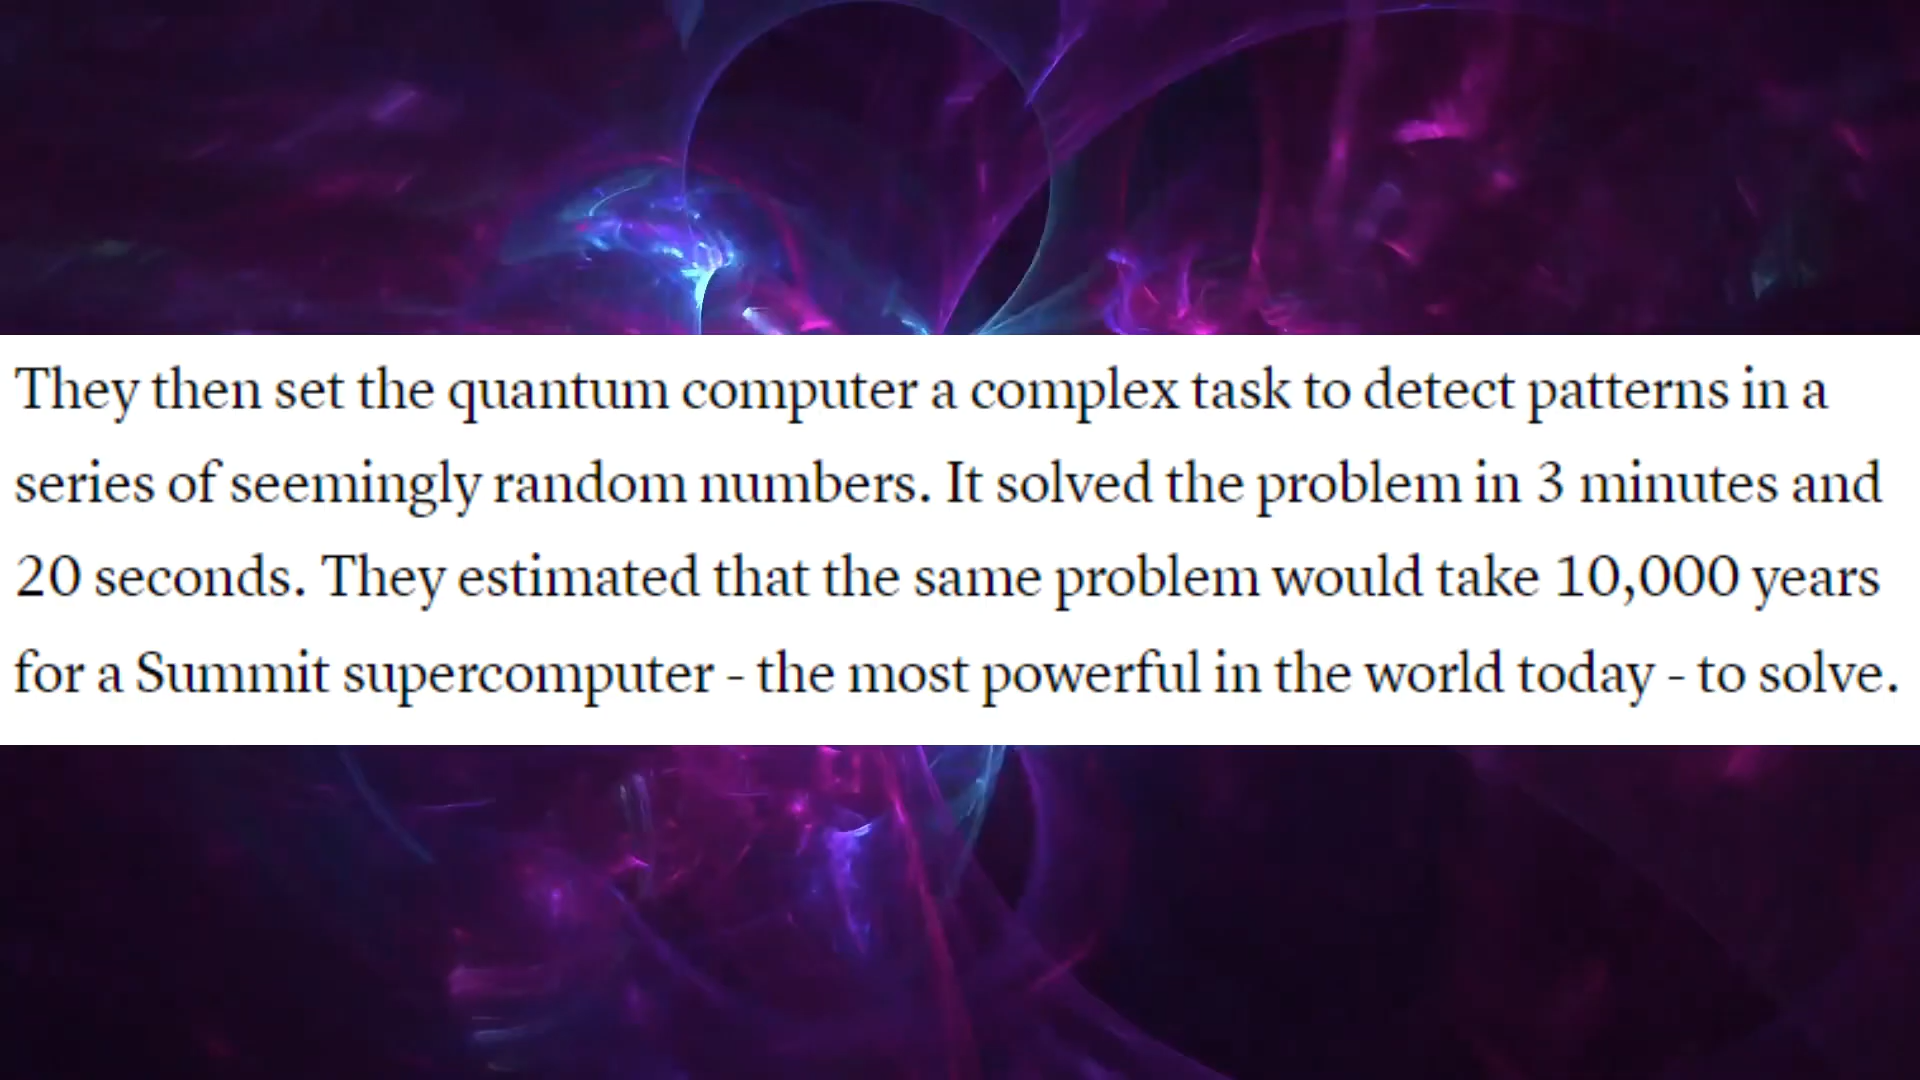 They then set the quantum computer a complex task to detect patterns in a
series of seemingly random numbers. It solved the problem in 3 minutes and
20 seconds. They estimated that the same problem would take 10,000 years
for a Summit supercomputer - the most powerful in the world today - to solve.